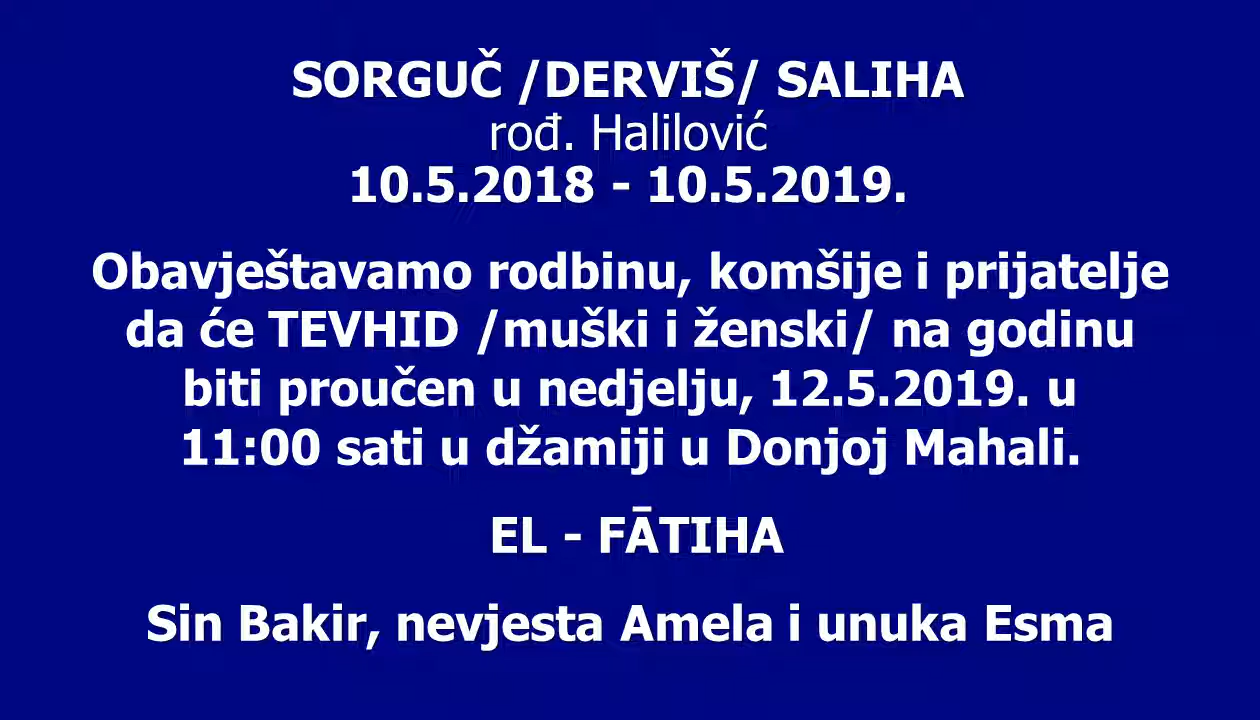 SORGUČ /DERVIŠ/ SALIHA
rođ. Halilović
10.5.2018 - 10.5.2019.
Obavještavamo rodbinu, komšije i prijatelje
da će TEVHID /muški i ženski/ na godinu
biti proučen u nedjelju, 12.5.2019. u
11:00 sati u džamiji u Donjoj Mahali.
EL - FĀTIHA
Sin Bakir, nevjesta Amela i unuka Esma